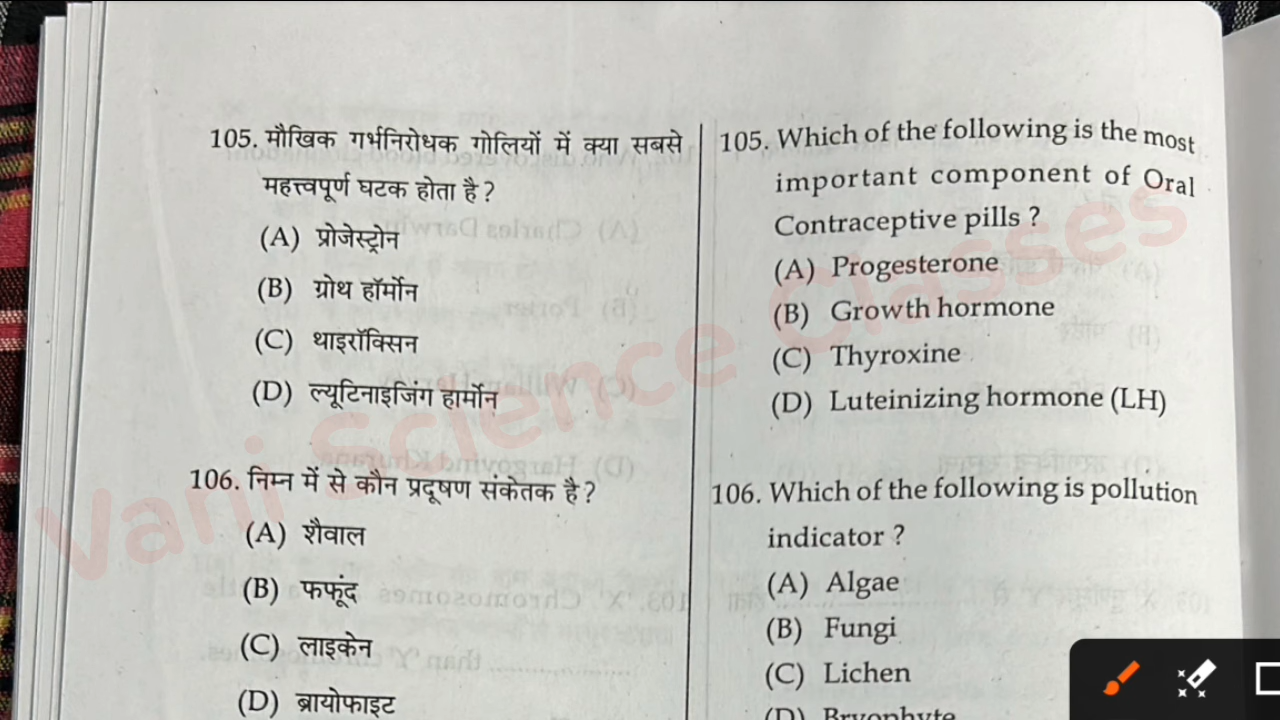 105. मौखिक गर्भनिरोधक गोलियों में क्या सबसे
महत्त्वपूर्ण घटक होता है ?
(A) प्रोजेस्ट्रोन
(B) ग्रोथ हॉर्मोन
(C) थाइरॉक्सिन
(D) ल्यूटिनाइजिंग हार्मोन
106. निम्न में से कौन प्रदूषण संकेतक है ?
(A) शैवाल
(B) फफूंद
(C) लाइकेन
(D) ब्रायोफाइट
105. Which of the following is the most
important component of Oral
Contraceptive pills ?
(A) Progesterone
(B) Growth hormone
(C) Thyroxine
(D) Luteinizing hormone (LH)
106. Which of the following is pollution
indicator ?
(A) Algae
(B) Fungi
(C) Lichen
(D) Bryophyte
Science Classes